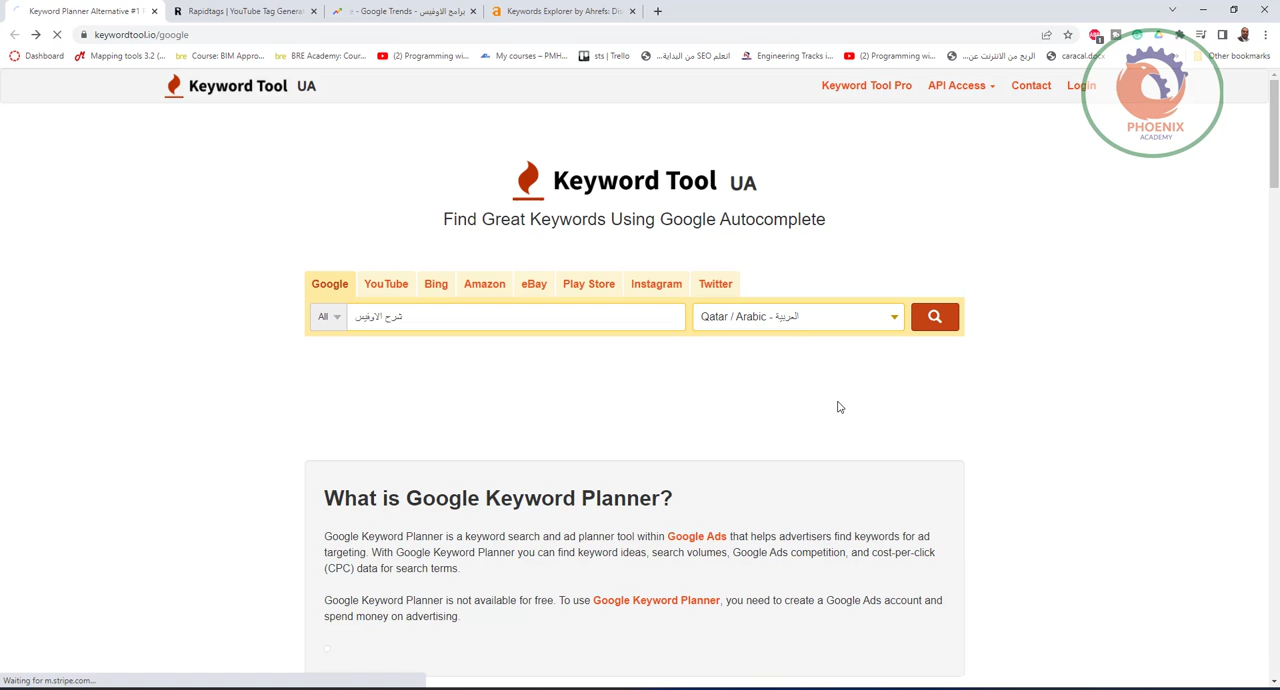 Keyword Planner Alternative #1 F
Rapidtags | YouTube Tag Generat
برامج الاوفيس - Google Trends - e
Keywords Explorer by Ahrefs: Dis
keywordtool.io/google
Dashboard
Mapping tools 3.2 (...
Course: BIM Appro...
BRE Academy: Cour...
(2) Programming wi...
My courses – PMH...
sts | Trello
اتعلم SEO من البداية...
Engineering Tracks i...
(2) Programming wi...
الربح من الانترنت عن...
caracal.docx
Other bookmarks
Keyword Tool UA
Keyword Tool Pro
API Access
Contact
Login
PHOENIX
ACADEMY
Keyword Tool UA
Find Great Keywords Using Google Autocomplete
Google
YouTube
Bing
Amazon
eBay
Play Store
Instagram
Twitter
All
شرح الاوفيس
Qatar / Arabic - العربية
What is Google Keyword Planner?
Google Keyword Planner is a keyword search and ad planner tool within Google Ads that helps advertisers find keywords for ad
targeting. With Google Keyword Planner you can find keyword ideas, search volumes, Google Ads competition, and cost-per-click
(CPC) data for search terms.
Google Keyword Planner is not available for free. To use Google Keyword Planner, you need to create a Google Ads account and
spend money on advertising.
Waiting for m.stripe.com...